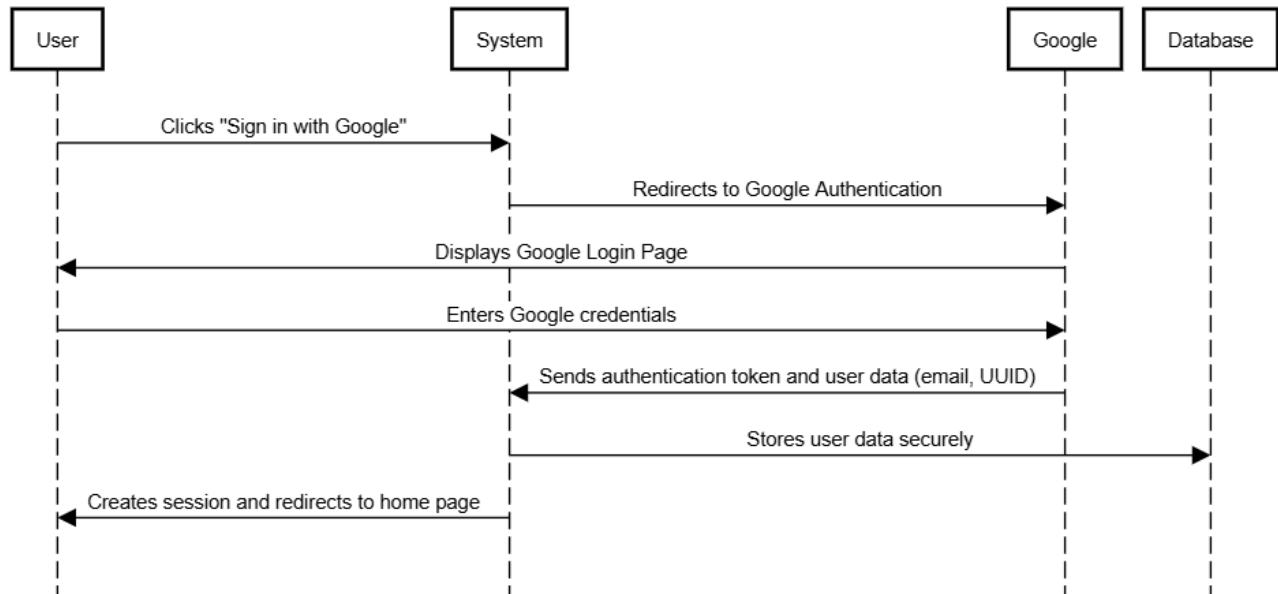 User
System
Google
Database
Clicks "Sign in with Google"
Redirects to Google Authentication
Displays Google Login Page
Enters Google credentials
Sends authentication token and user data (email, UUID)
Stores user data securely
Creates session and redirects to home page